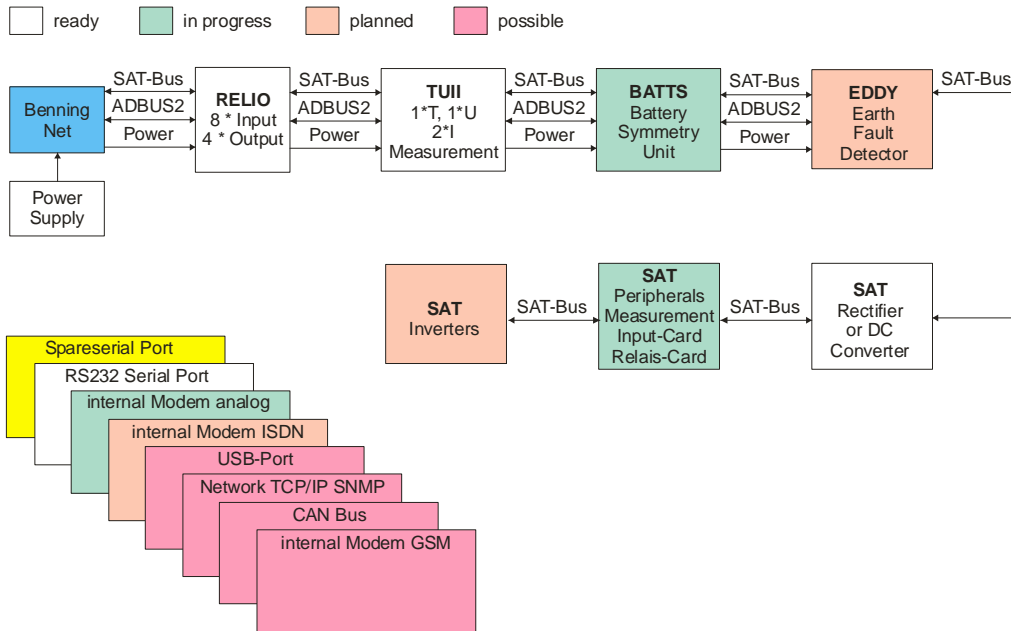 ready in progress planned possible
SAT-Bus SAT-Bus SAT-Bus SAT-Bus SAT-Bus
ADBUS2 ADBUS2 ADBUS2 ADBUS2
Power Power Power Power
Benning
Net
RELIO
8 * Input
4 * Output
TUII
1*T, 1*U
2*I
Measurement
BATTS
Battery
Symmetry
Unit
EDDY
Earth
Fault
Detector
Power
Supply
SAT
Inverters
SAT-Bus
SAT
Peripherals
Measurement
Input-Card
Relais-Card
SAT-Bus
SAT
Rectifier
or DC
Converter
Spareserial Port
RS232 Serial Port
internal Modem analog
internal Modem ISDN
USB-Port
Network TCP/IP SNMP
CAN Bus
internal Modem GSM